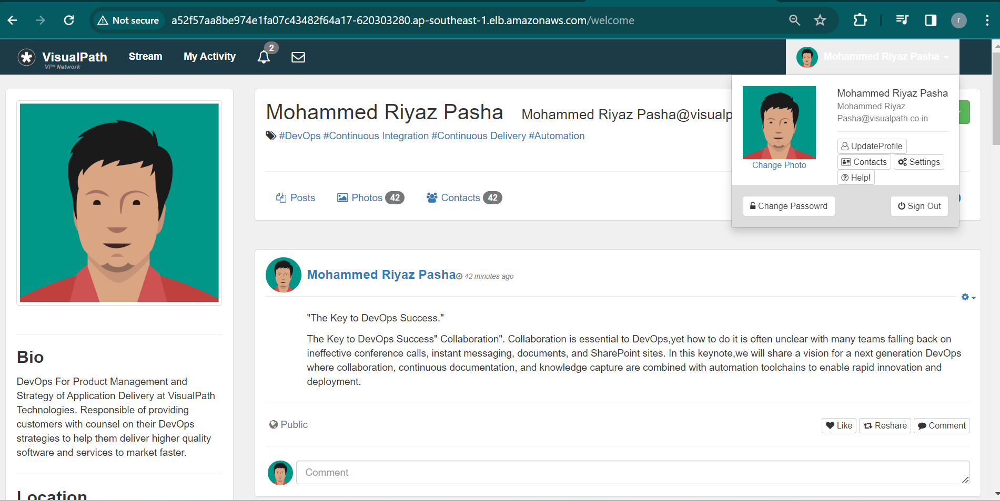 Not secure a52f57aa8be974e1fa07c43482f64a17-620303280.ap-southeast-1.elb.amazonaws.com/welcome
r
VisualPath
VP* Network
Stream
My Activity
2
Mohammed Riyaz Pasha
Mohammed Riyaz Pasha Mohammed Riyaz Pasha@visualp
#DevOps #Continuous Integration #Continuous Delivery #Automation
Posts
Photos 42
Contacts 42
Mohammed Riyaz Pasha
Mohammed Riyaz
Pasha@visualpath.co.in
Change Photo
UpdateProfile
Contacts
Settings
Help!
Change Passowrd
Sign Out
Mohammed Riyaz Pasha 42 minutes ago
"The Key to DevOps Success."
The Key to DevOps Success" Collaboration". Collaboration is essential to DevOps,yet how to do it is often unclear with many teams falling back on
ineffective conference calls, instant messaging, documents, and SharePoint sites. In this keynote,we will share a vision for a next generation DevOps
where collaboration, continuous documentation, and knowledge capture are combined with automation toolchains to enable rapid innovation and
deployment.
Public
Like
Reshare
Comment
Comment
Bio
DevOps For Product Management and
Strategy of Application Delivery at VisualPath
Technologies. Responsible of providing
customers with counsel on their DevOps
strategies to help them deliver higher quality
software and services to market faster.
Location